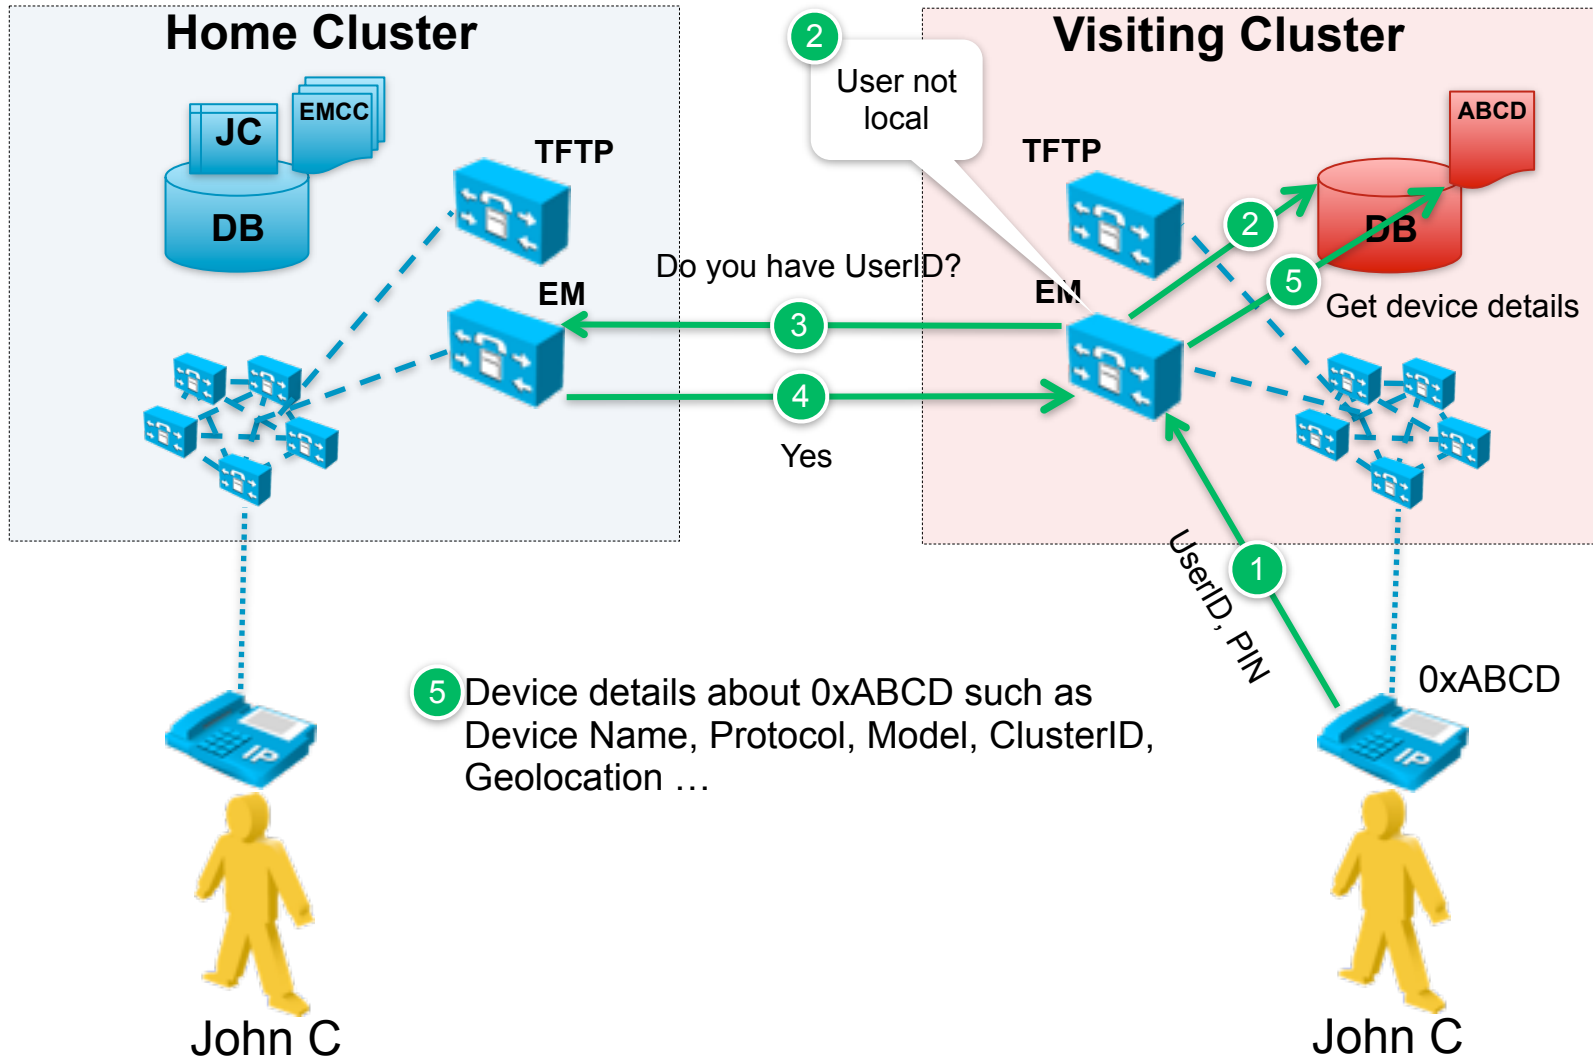 Home Cluster
Visiting Cluster
2
User not
local
JC
EMCC
DB
TFTP
TFTP
ABCD
DB
2
5
Get device details
Do you have UserID?
EM
EM
3
4
Yes
1
UserID, PIN
0xABCD
5 Device details about 0xABCD such as
Device Name, Protocol, Model, ClusterID,
Geolocation …
IP
IP
John C
John C